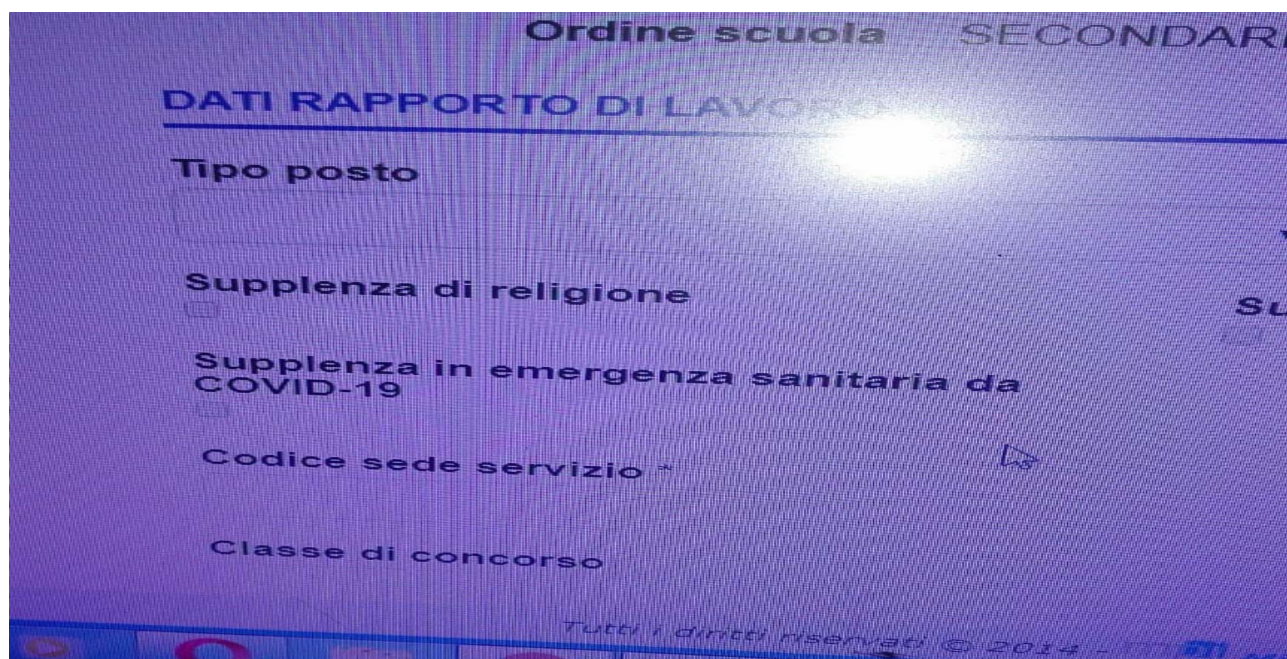 Ordine scuola SECONDARI
DATI RAPPORTO DI LAVORO
Tipo posto
Supplenza di religione
Su
Supplenza in emergenza sanitaria da
COVID-19
Codice sede servizio *
Classe di concorso
Tutti i diritti riservati © 2014 -